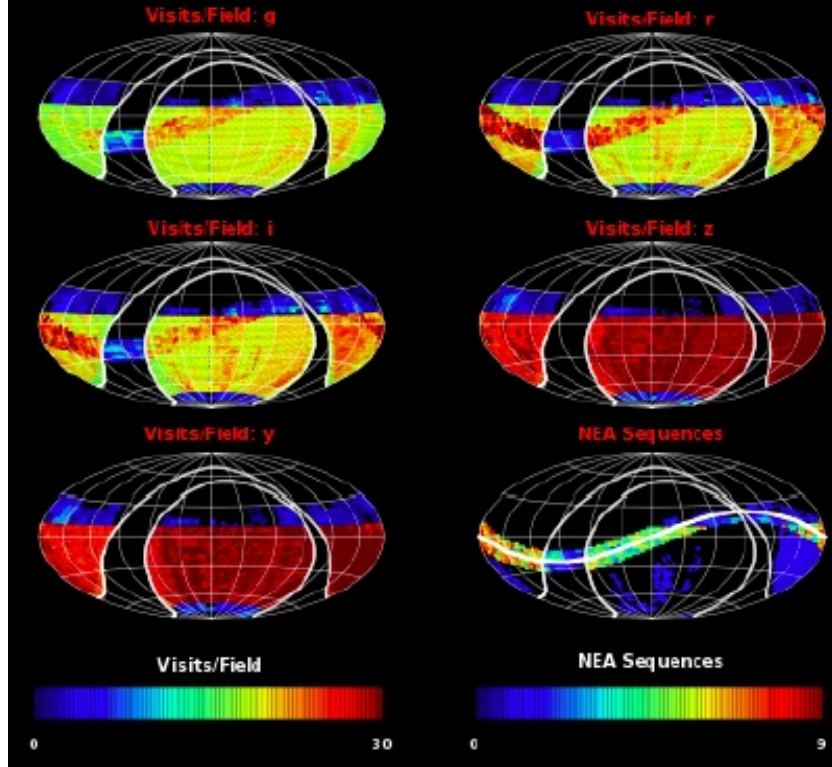 Visits/Field: g
Visits/Field: r
Visits/Field: i
Visits/Field: z
Visits/Field: y
NEA Sequences
Visits/Field
NEA Sequences
0
30
0
9